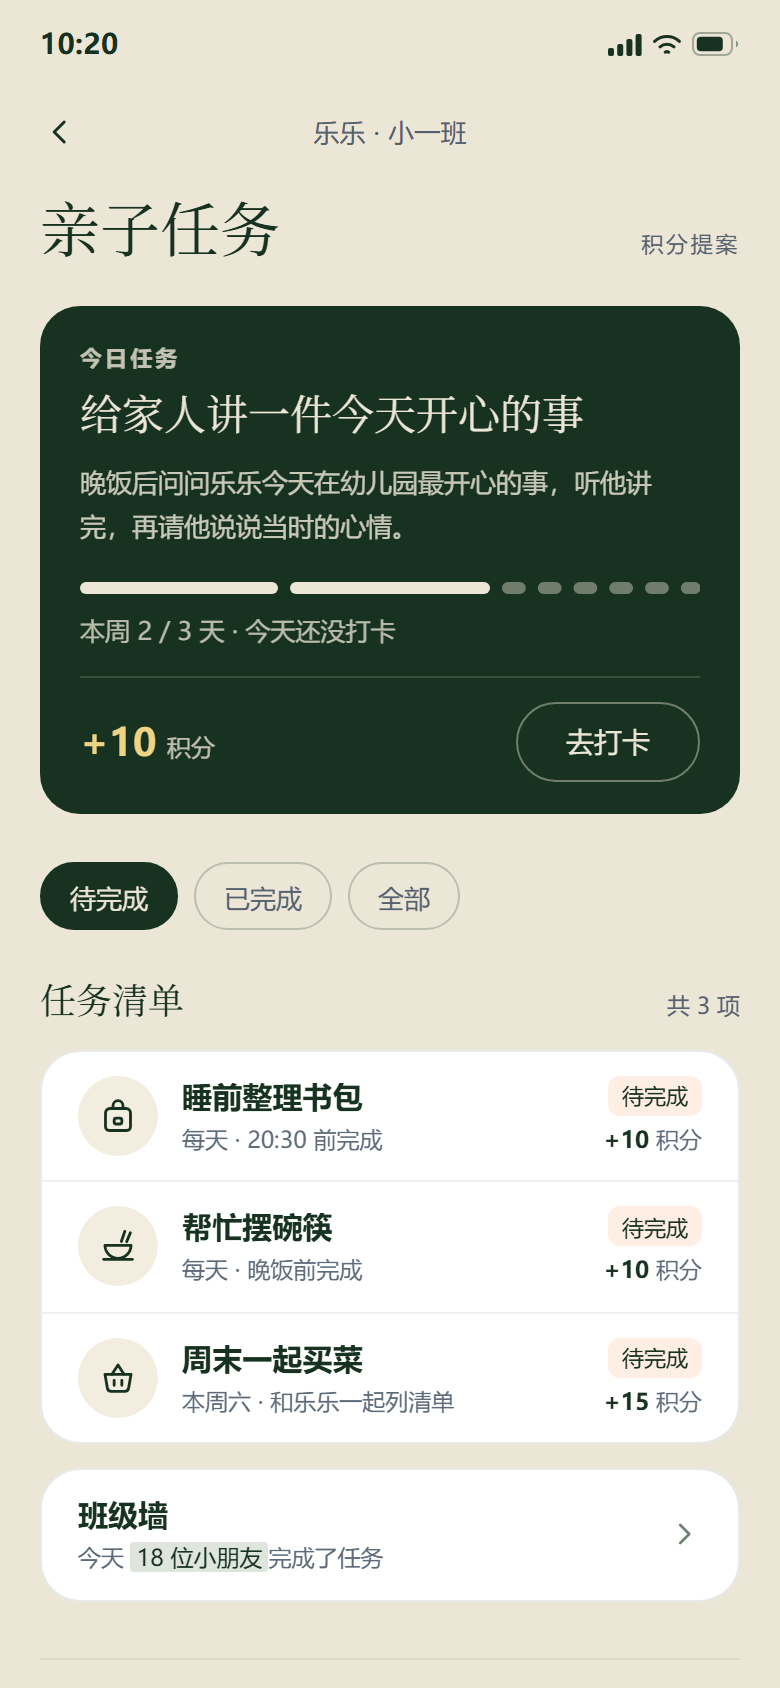 10:20
乐乐 · 小一班
亲子任务
积分提案
今日任务
给家人讲一件今天开心的事
晚饭后问问乐乐今天在幼儿园最开心的事，听他讲
完，再请他说说当时的心情。
本周 2 / 3 天 · 今天还没打卡
+10 积分
去打卡
待完成
已完成
全部
任务清单
共 3 项
睡前整理书包
待完成
每天 · 20:30 前完成
+10 积分
帮忙摆碗筷
待完成
每天 · 晚饭前完成
+10 积分
周末一起买菜
待完成
本周六 · 和乐乐一起列清单
+15 积分
班级墙
今天 18 位小朋友完成了任务